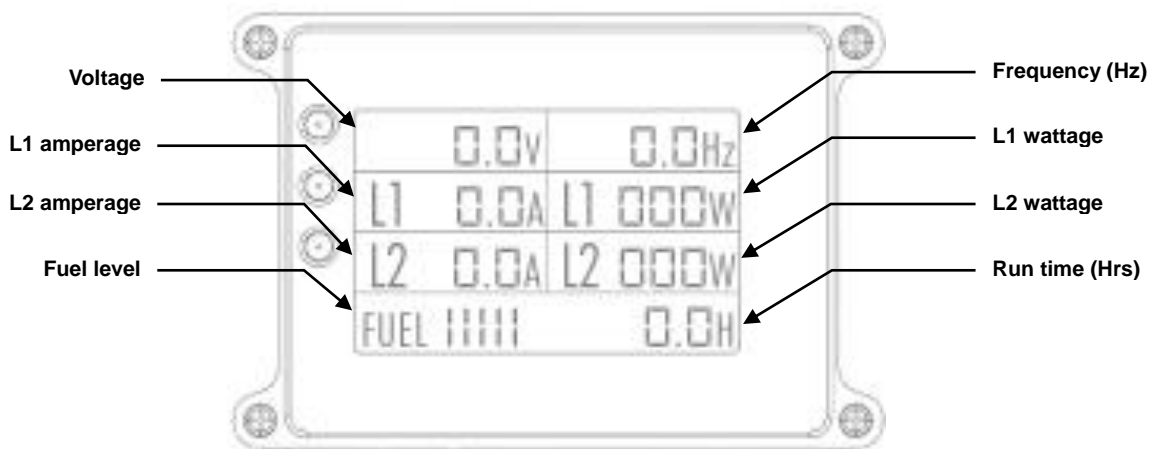 Voltage
L1 amperage
L2 amperage
Fuel level
0.0V 0.0Hz
L1 0.0A L1 000W
L2 0.0A L2 000W
FUEL IIIII 0.0H
Frequency (Hz)
L1 wattage
L2 wattage
Run time (Hrs)